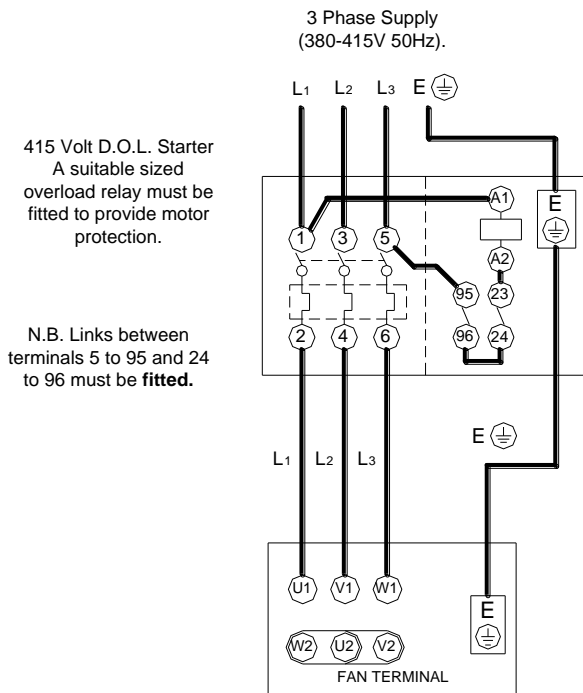 3 Phase Supply
(380-415V 50Hz).
L1 L2 L3 E
415 Volt D.O.L. Starter
A suitable sized
overload relay must be
fitted to provide motor
protection.
A1
E
1 3 5
A2
95 23
N.B. Links between
terminals 5 to 95 and 24
to 96 must be fitted.
2 4 6 96 24
E
L1 L2 L3
U1 V1 W1
E
W2 U2 V2
FAN TERMINAL